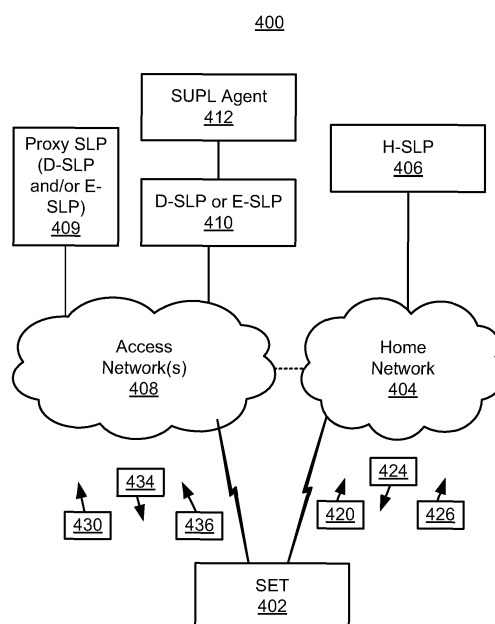 400
SUPL Agent
412
Proxy SLP
(D-SLP
and/or E-
SLP)
409
D-SLP or E-SLP
410
H-SLP
406
Access
Network(s)
408
Home
Network
404
434
430
436
424
420
426
SET
402